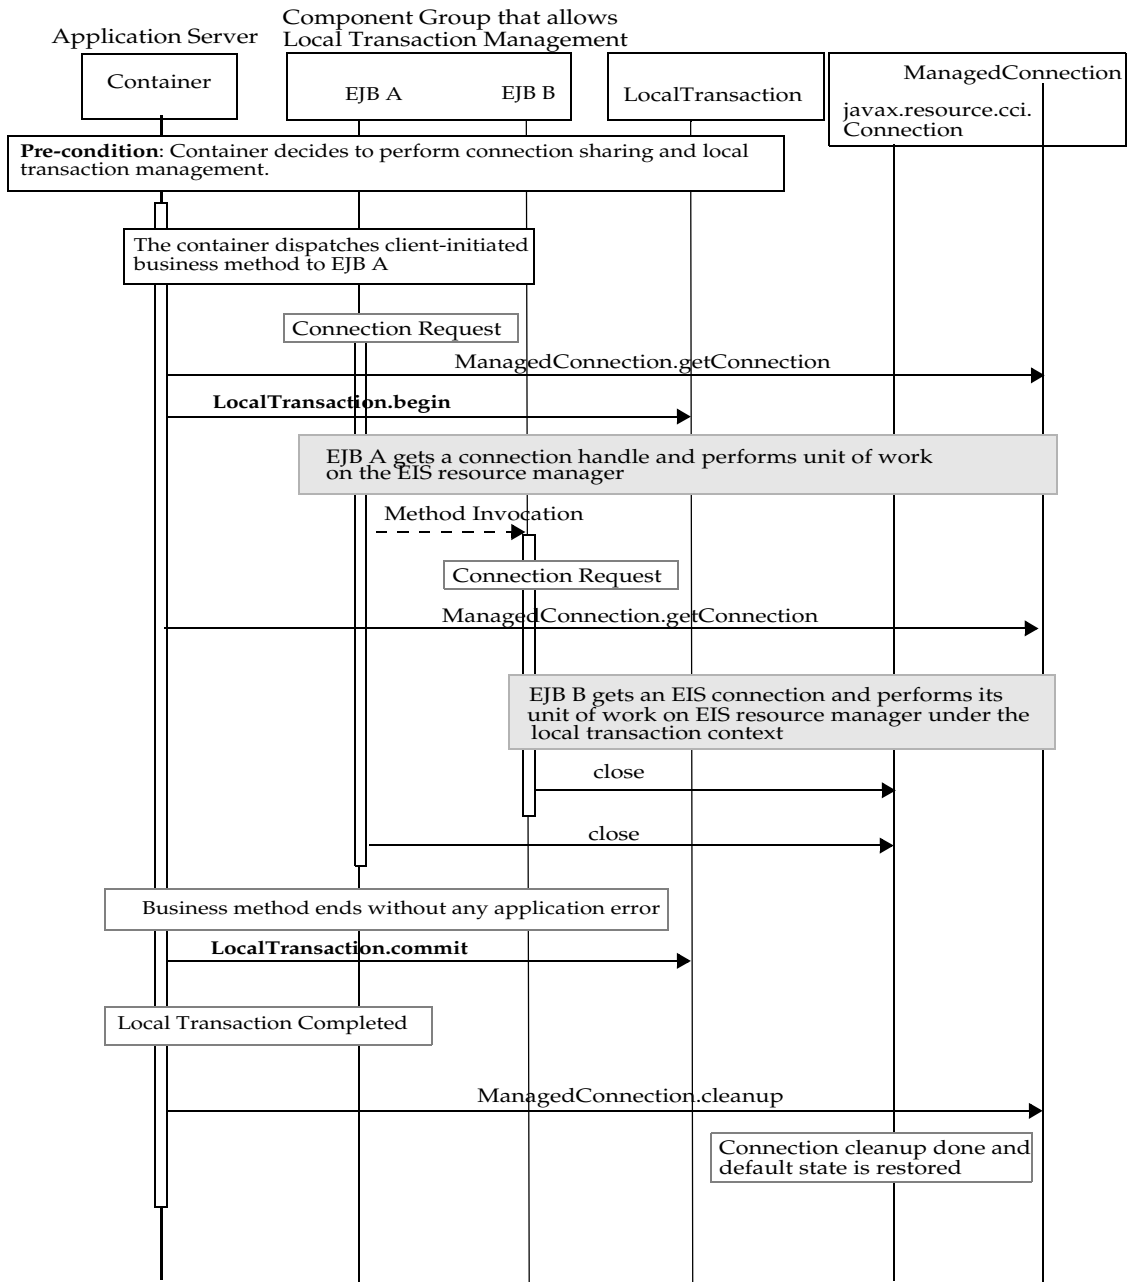 Component Group that allows
Application Server
Local Transaction Management
Container
EJB A
EJB B
LocalTransaction
ManagedConnection
javax.resource.cci.
Connection
Pre-condition: Container decides to perform connection sharing and local
transaction management.
The container dispatches client-initiated
business method to EJB A
Connection Request
ManagedConnection.getConnection
LocalTransaction.begin
EJB A gets a connection handle and performs unit of work
on the EIS resource manager
Method Invocation
Connection Request
ManagedConnection.getConnection
EJB B gets an EIS connection and performs its
unit of work on EIS resource manager under the
local transaction context
close
close
Business method ends without any application error
LocalTransaction.commit
Local Transaction Completed
ManagedConnection.cleanup
Connection cleanup done and
default state is restored